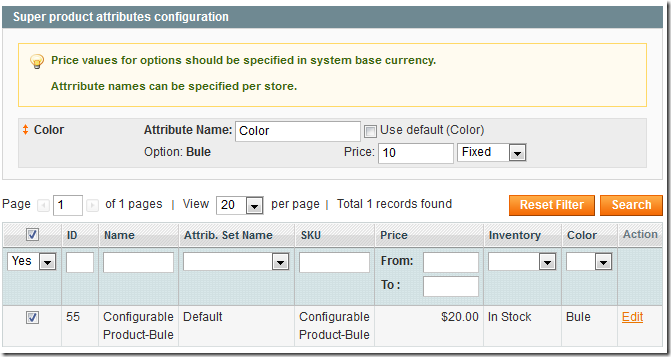 Super product attributes configuration
Price values for options should be specified in system base currency.
Attrribute names can be specified per store.
Color Attribute Name: Color Use default (Color)
Option: Bule Price: 10 Fixed
Page 1 of 1 pages | View 20 per page | Total 1 records found Reset Filter Search
ID Name Attrib. Set Name SKU Price Inventory Color Action
Yes From:
To :
55 Configurable Product-Bule Default Configurable Product-Bule $20.00 In Stock Bule Edit